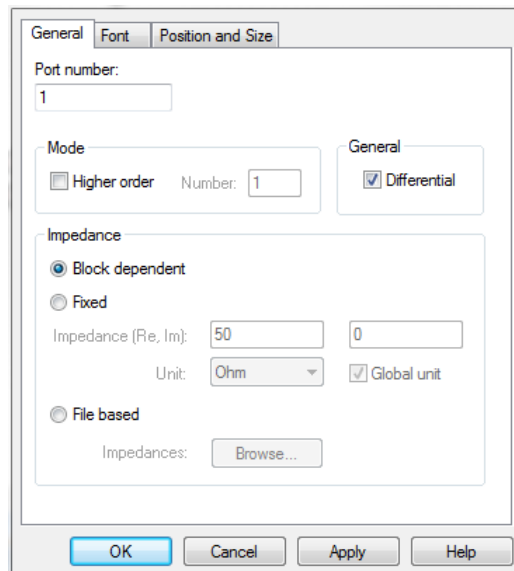 General Font Position and Size
Port number:
1
Mode
Higher order Number: 1
General
Differential
Impedance
Block dependent
Fixed
Impedance (Re, Im): 50 0
Unit: Ohm Global unit
File based
Impedances: Browse...
OK Cancel Apply Help